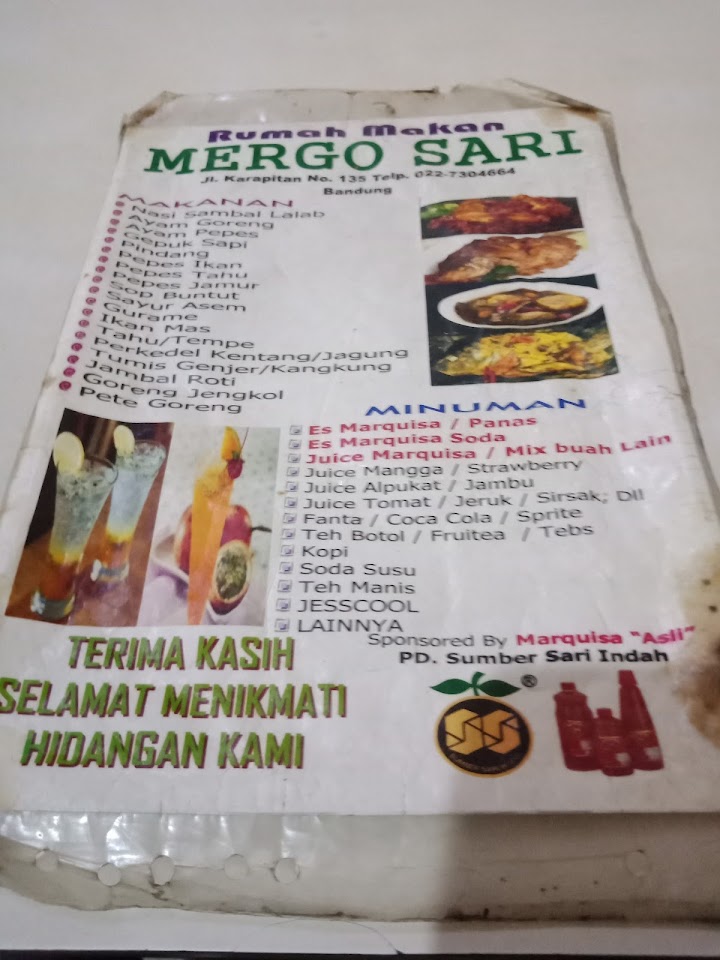 Rumah Makan
MERGO SARI
Jl. Karapitan No. 135 Telp. 022-7304664
Bandung
MAKANAN
Nasi Sambal Lalab
Ayam Goreng
Ayam Pepes
Gepuk Sapi
Pindang
Pepes Ikan
Pepes Tahu
Pepes Jamur
Sop Buntut
Sayur Asem
Gurame
Ikan Mas
Tahu/Tempe
Perkedel Kentang/Jagung
Tumis Genjer/Kangkung
Jambal Roti
Goreng Jengkol
Pete Goreng
MINUMAN
Es Marquisa / Panas
Es Marquisa Soda
Juice Marquisa / Mix buah Lain
Juice Mangga / Strawberry
Juice Alpukat / Jambu
Juice Tomat / Jeruk / Sirsak, Dll
Fanta / Coca Cola / Sprite
Teh Botol / Fruitea / Tebs
Kopi
Soda Susu
Teh Manis
JESSCOOL
LAINNYA
Sponsored By Marquisa "Asli"
PD. Sumber Sari Indah
TERIMA KASIH
SELAMAT MENIKMATI
HIDANGAN KAMI
®
SS